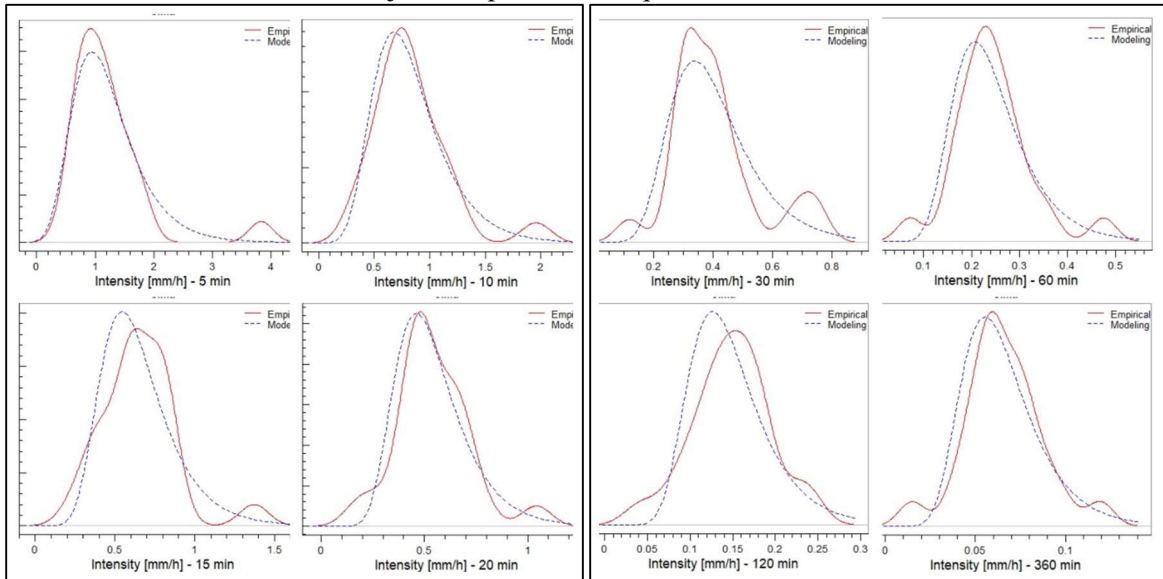 Empi
Mode
0 1 2 3 4
Intensity [mm/h] - 5 min
Empi
Mode
0 0.5 1 2
Intensity [mm/h] - 10 min
Empirical
Modeling
0.2 0.4 0.6 0.8
Intensity [mm/h] - 30 min
Empirical
Modeling
0.1 0.2 0.3 0.4 0.5
Intensity [mm/h] - 60 min
Empi
Mode
0 0.5 1 1.5
Intensity [mm/h] - 15 min
Empi
Mode
0 0.5 1
Intensity [mm/h] - 20 min
Empirical
Modeling
0 0.05 0.1 0.15 0.2 0.25 0.3
Intensity [mm/h] - 120 min
Empirical
Modeling
0.05 0.1
Intensity [mm/h] - 360 min